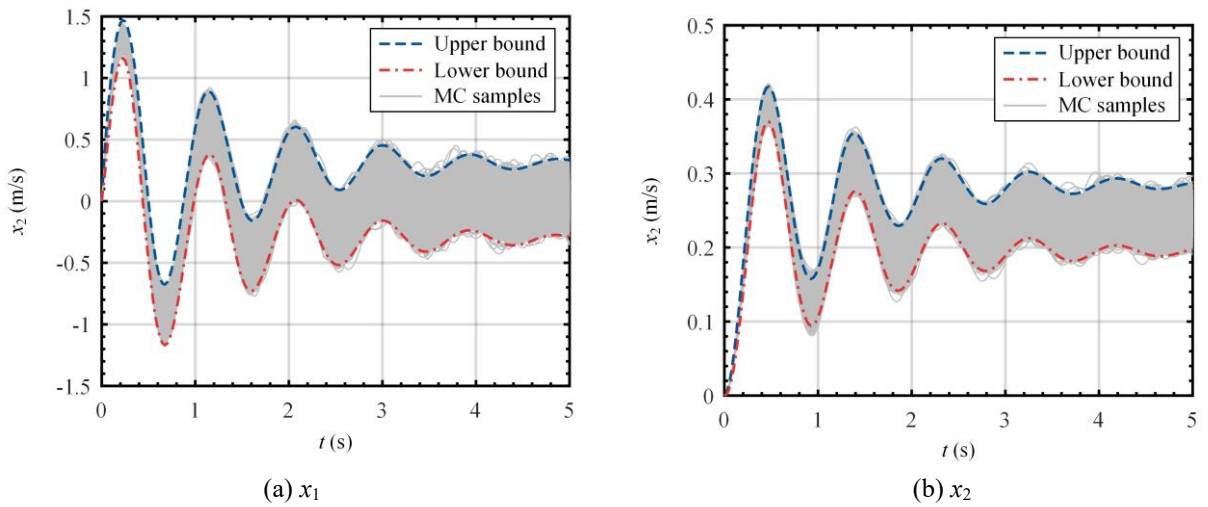 1.5
1
0.5
0
-0.5
-1
-1.5
x₂ (m/s)
Upper bound
Lower bound
MC samples
0 1 2 3 4 5
t (s)
(a) x₁
0.5
0.4
0.3
0.2
0.1
0
x₂ (m/s)
Upper bound
Lower bound
MC samples
0 1 2 3 4 5
t (s)
(b) x₂